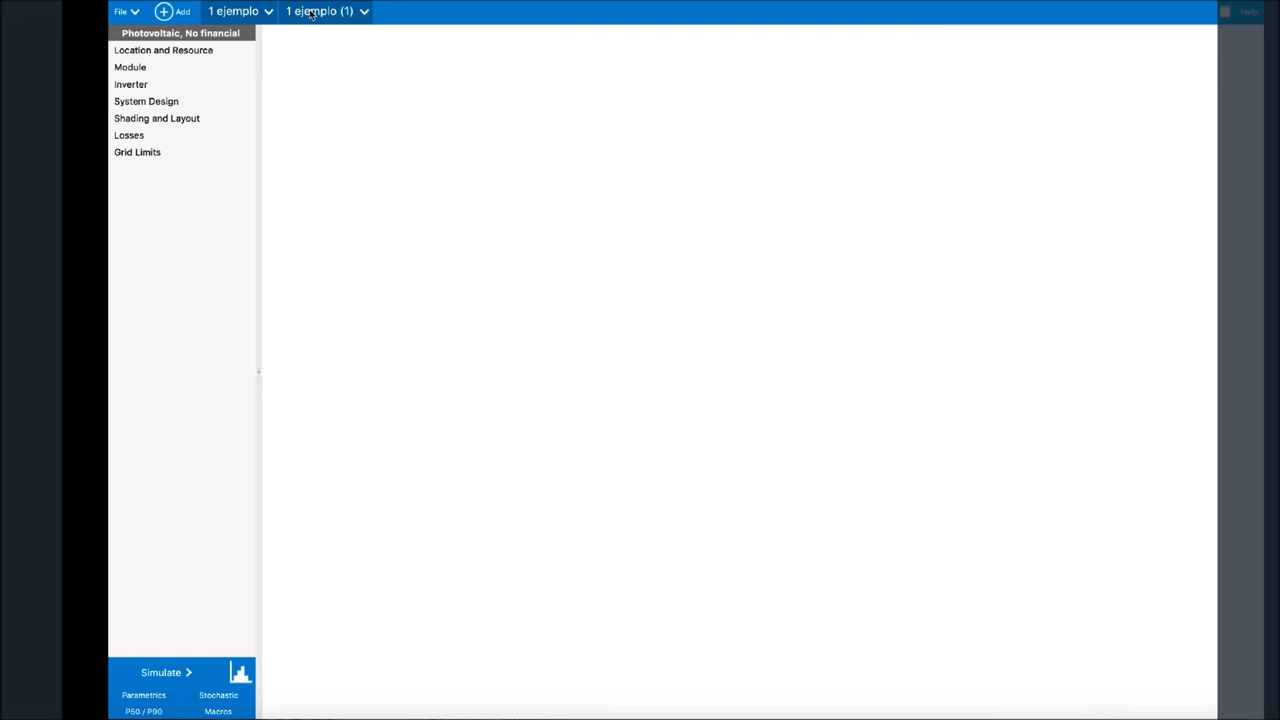 File
Add
1 ejemplo
1 ejemplo (1)
Help
Photovoltaic, No financial
Location and Resource
Module
Inverter
System Design
Shading and Layout
Losses
Grid Limits
Simulate >
Parametrics
Stochastic
P50 / P90
Macros